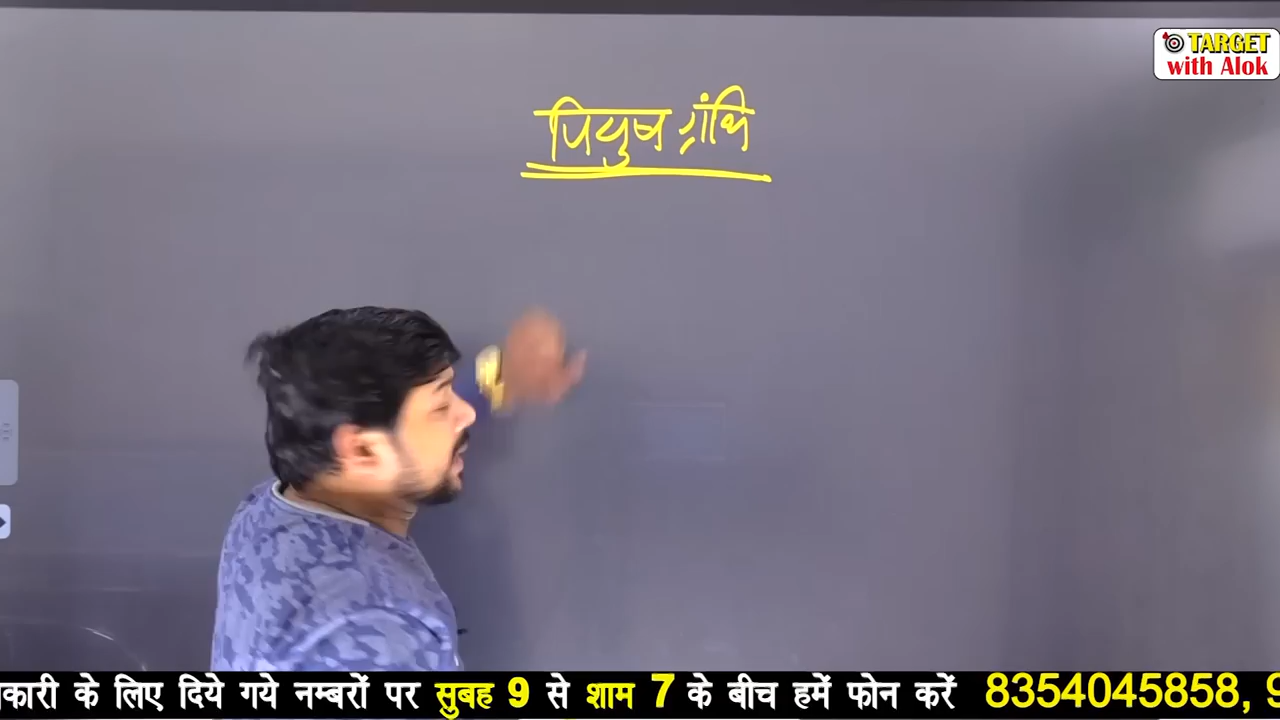 TARGET
with Alok
पियुष ग्रंथि
कारी के लिए दिये गये नम्बरों पर सुबह 9 से शाम 7 के बीच हमें फोन करें 8354045858, 9